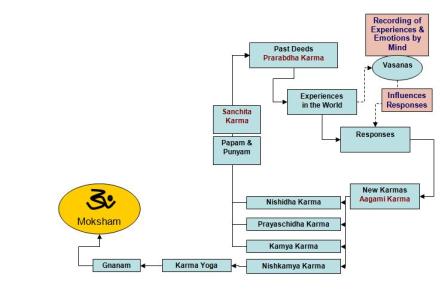 Recording of
Experiences &
Emotions by
Mind
Past Deeds
Prarabdha Karma
Vasanas
Experiences
in the World
Influences
Responses
Sanchita
Karma
Papam &
Punyam
Responses
New Karmas
Aagami Karma
Nishidha Karma
Prayaschidha Karma
Kamya Karma
Nishkamya Karma
Karma Yoga
Gnanam
Moksham